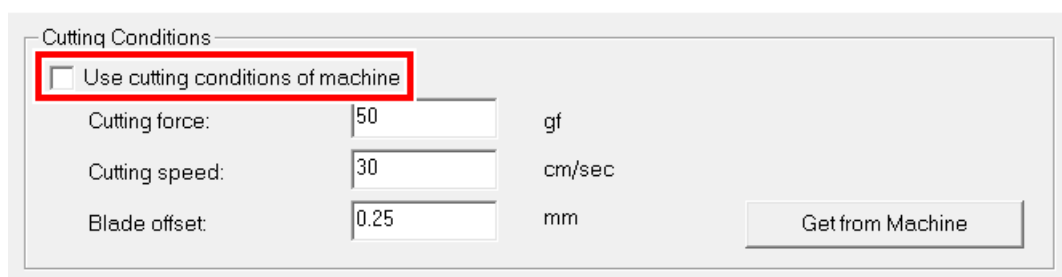 Cutting Conditions
Use cutting conditions of machine
Cutting force: 50 gf
Cutting speed: 30 cm/sec
Blade offset: 0.25 mm Get from Machine